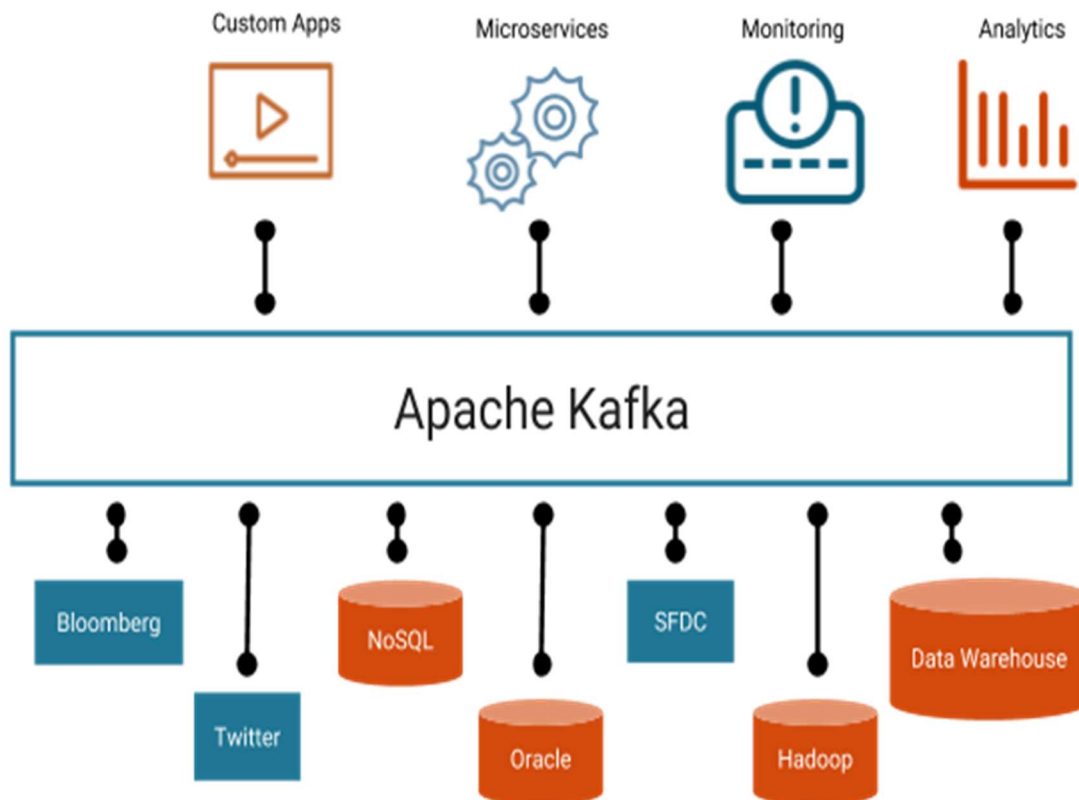 Custom Apps
Microservices
Monitoring
Analytics
Apache Kafka
Bloomberg
Twitter
NoSQL
Oracle
SFDC
Hadoop
Data Warehouse